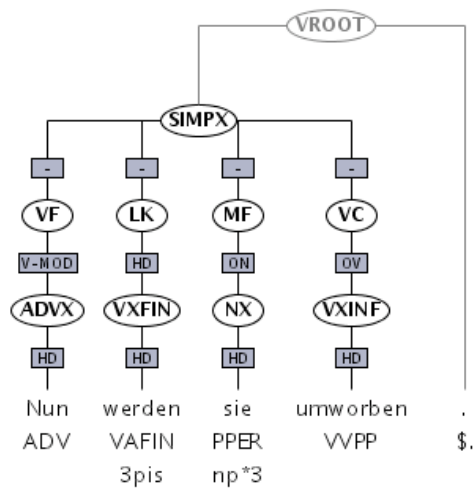 VROOT
SIMPX
- - - -
VF LK MF VC
V-MOD HD ON OV
ADVX VXFIN NX VXINF
HD HD HD HD
Nun werden sie umworben .
ADV VAFIN PPER VVPP $.
3pis np*3